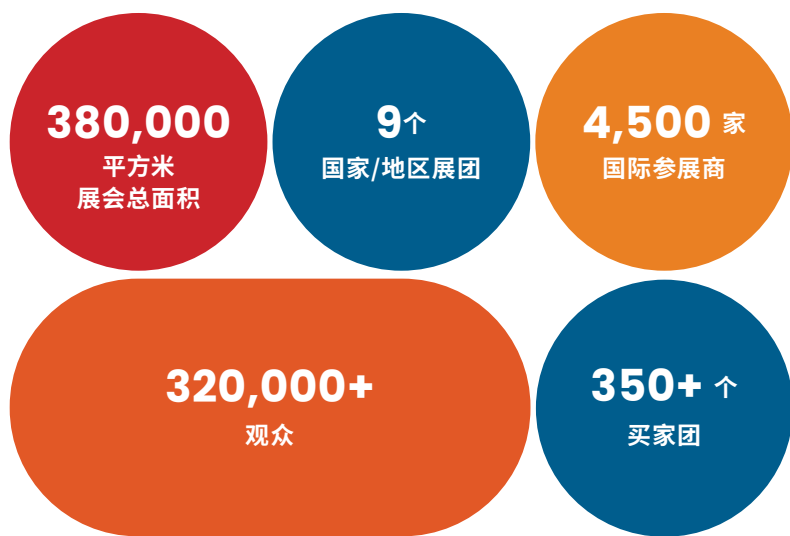 380,000
平方米
展会总面积
9个
国家/地区展团
4,500 家
国际参展商
320,000+
观众
350+ 个
买家团